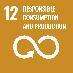 12 RESPONSIBLE
CONSUMPTION
AND PRODUCTION